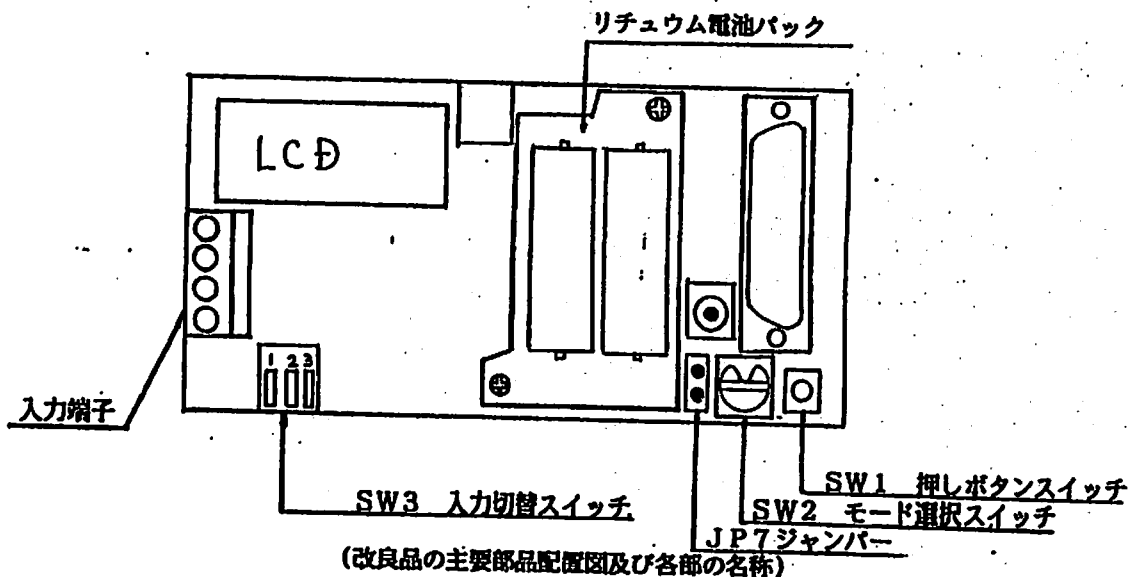 リチュウム電池パック
LCD
1 2 3
入力端子
SW1 押しボタンスイッチ
SW3 入力切替スイッチ
SW2 モード選択スイッチ
JP7ジャンパー
(改良品の主要部品配置図及び各部の名称)